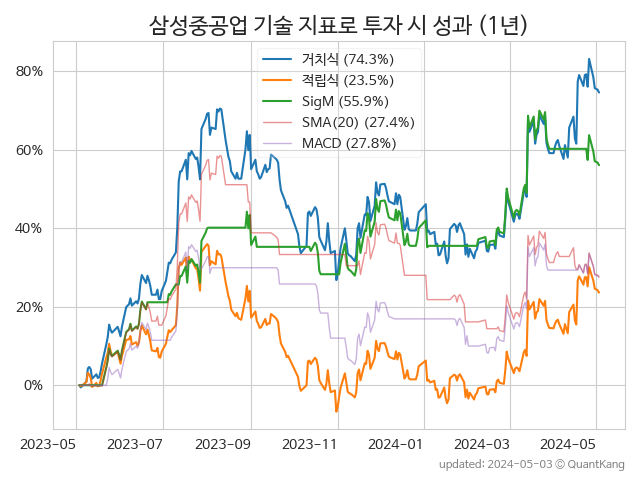 삼성중공업 기술 지표로 투자 시 성과 (1년)
거치식 (74.3%)
적립식 (23.5%)
SigM (55.9%)
SMA(20) (27.4%)
MACD (27.8%)
80%
60%
40%
20%
0%
2023-05 2023-07 2023-09 2023-11 2024-01 2024-03 2024-05
updated: 2024-05-03 ⓒ QuantKang